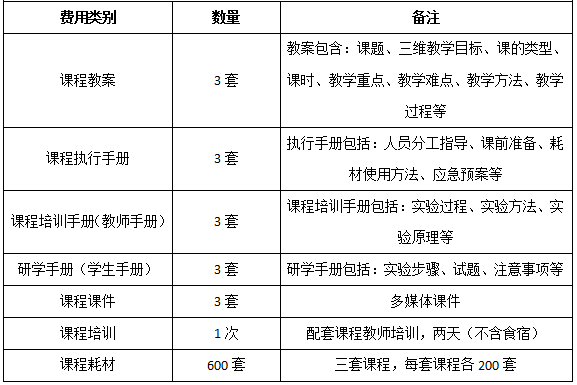 费用类别 数量 备注
课程教案 3 套 教案包含：课题、三维教学目标、课的类型、
课时、教学重点、教学难点、教学方法、教学
过程等
课程执行手册 3 套 执行手册包括：人员分工指导、课前准备、耗
材使用方法、应急预案等
课程培训手册（教师手册） 3 套 课程培训手册包括：实验过程、实验方法、实
验原理等
研学手册（学生手册） 3 套 研学手册包括：实验步骤、试题、注意事项等
课程课件 3 套 多媒体课件
课程培训 1 次 配套课程教师培训，两天（不含食宿）
课程耗材 600 套 三套课程，每套课程各 200 套